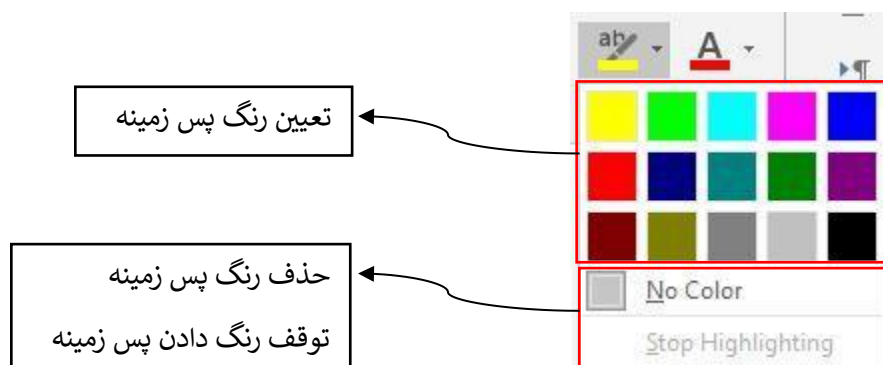 ab
A
تعیین رنگ پس زمینه
حذف رنگ پس زمینه
توقف رنگ دادن پس زمینه
No Color
Stop Highlighting